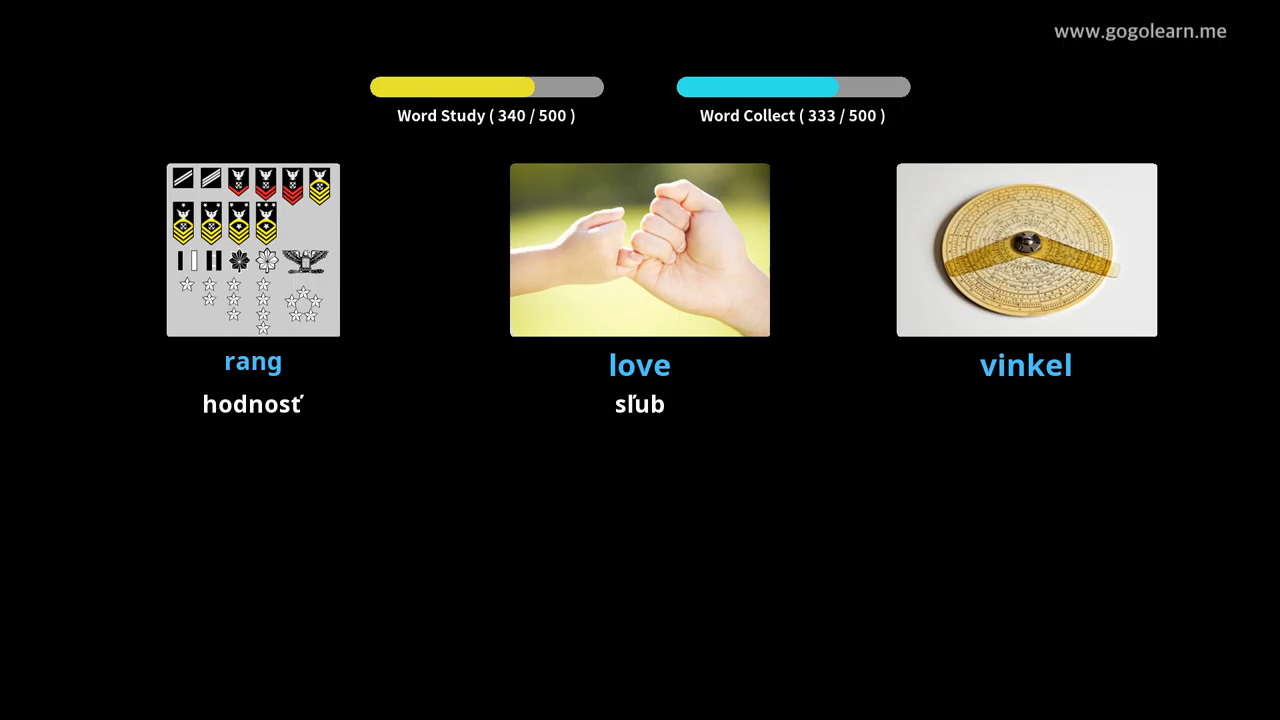 www.gogolearn.me
Word Study ( 340 / 500 )
Word Collect ( 333 / 500 )
rang
love
vinkel
hodnosť
sľub